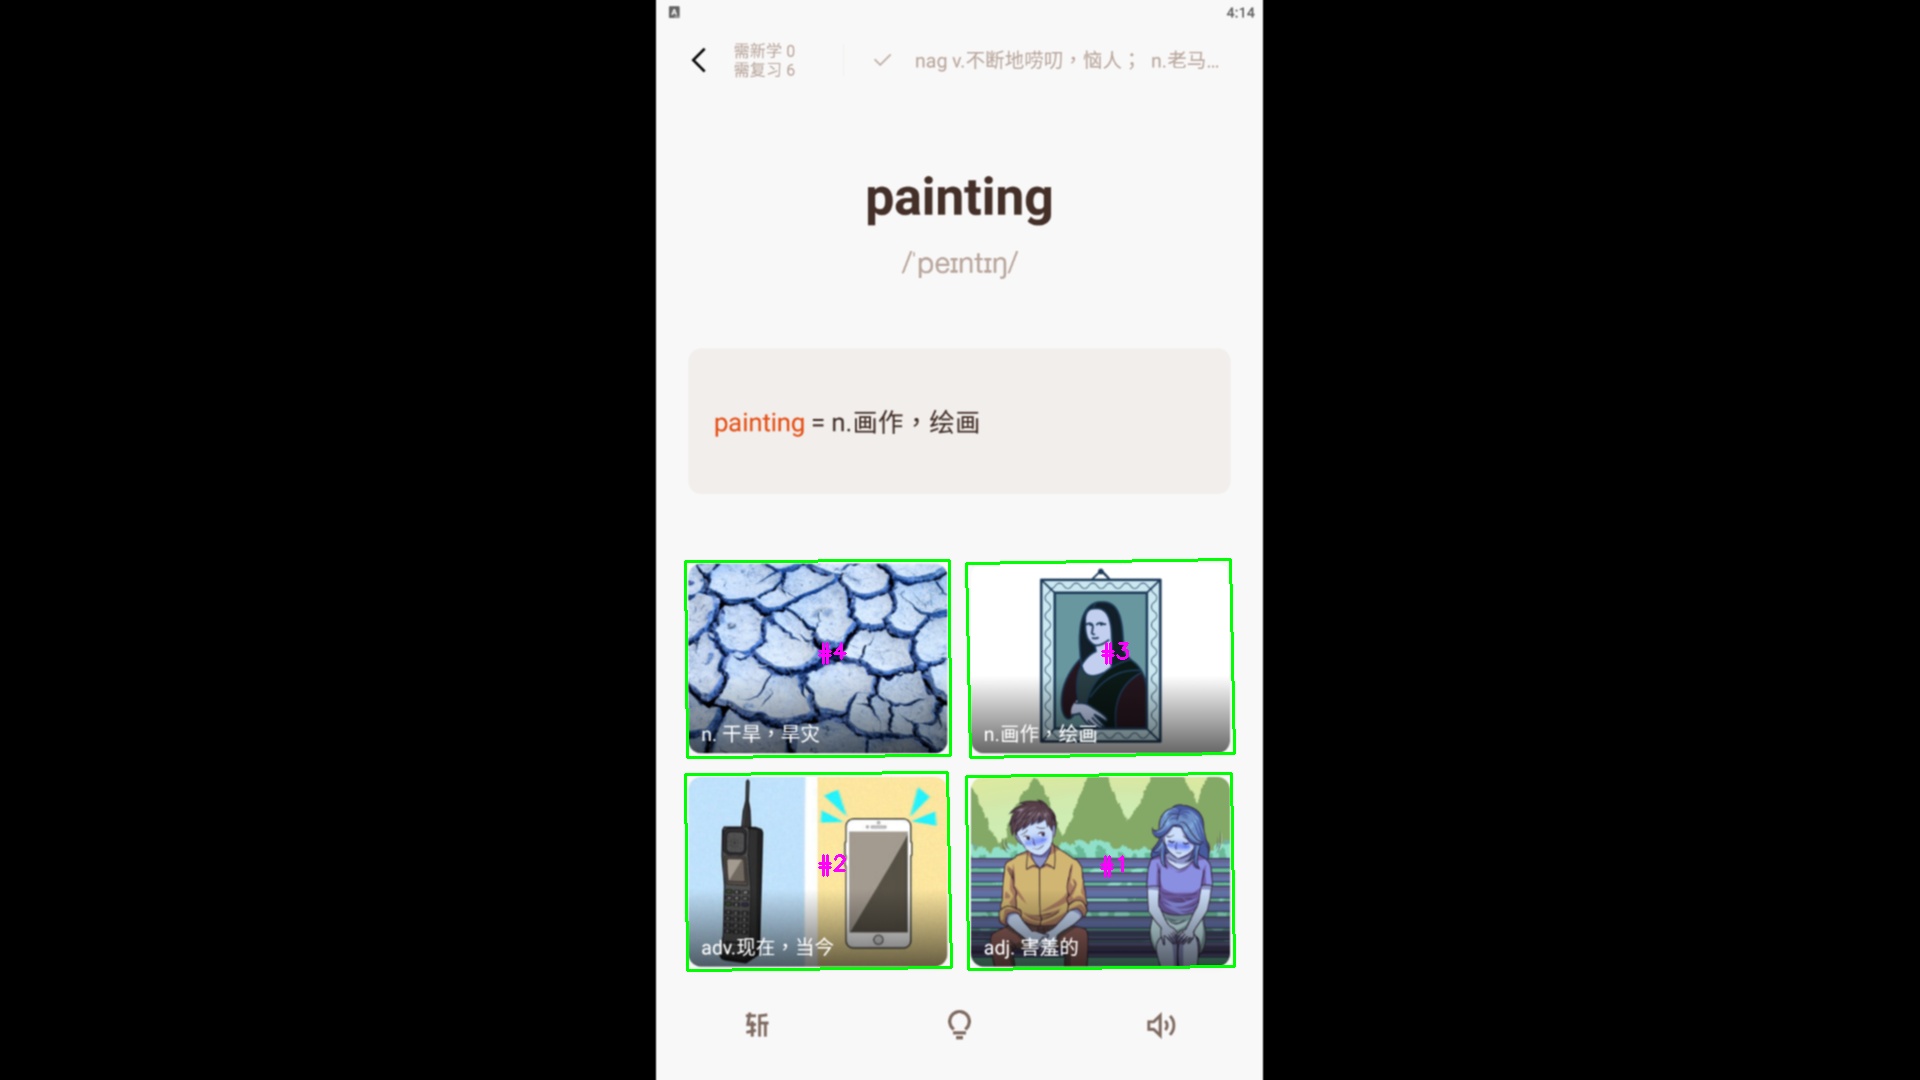 4:14
需新学 0
需复习 6
nag v.不断地唠叨，恼人； n.老马...
painting
/ˈpeɪntɪŋ/
painting = n.画作，绘画
#4
#3
n. 干旱，旱灾
n.画作，绘画
#2
#1
adv.现在，当今
adj. 害羞的
斩